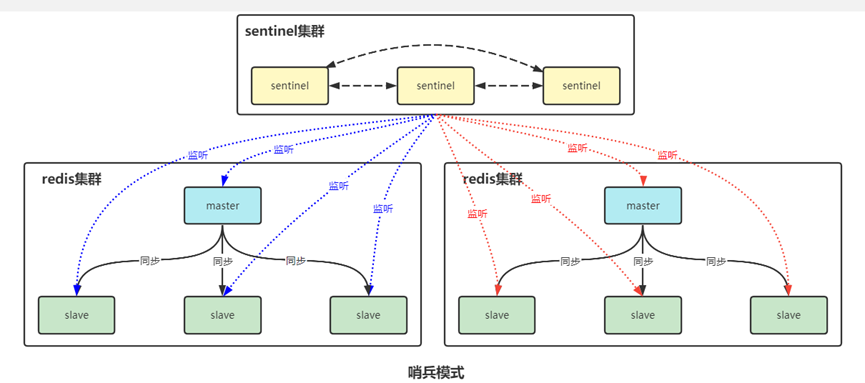 sentinel集群
sentinel
sentinel
sentinel
监听
监听
监听
监听
监听
监听
监听
监听
redis集群
master
同步
同步
同步
slave
slave
slave
redis集群
master
同步
同步
同步
slave
slave
slave
哨兵模式